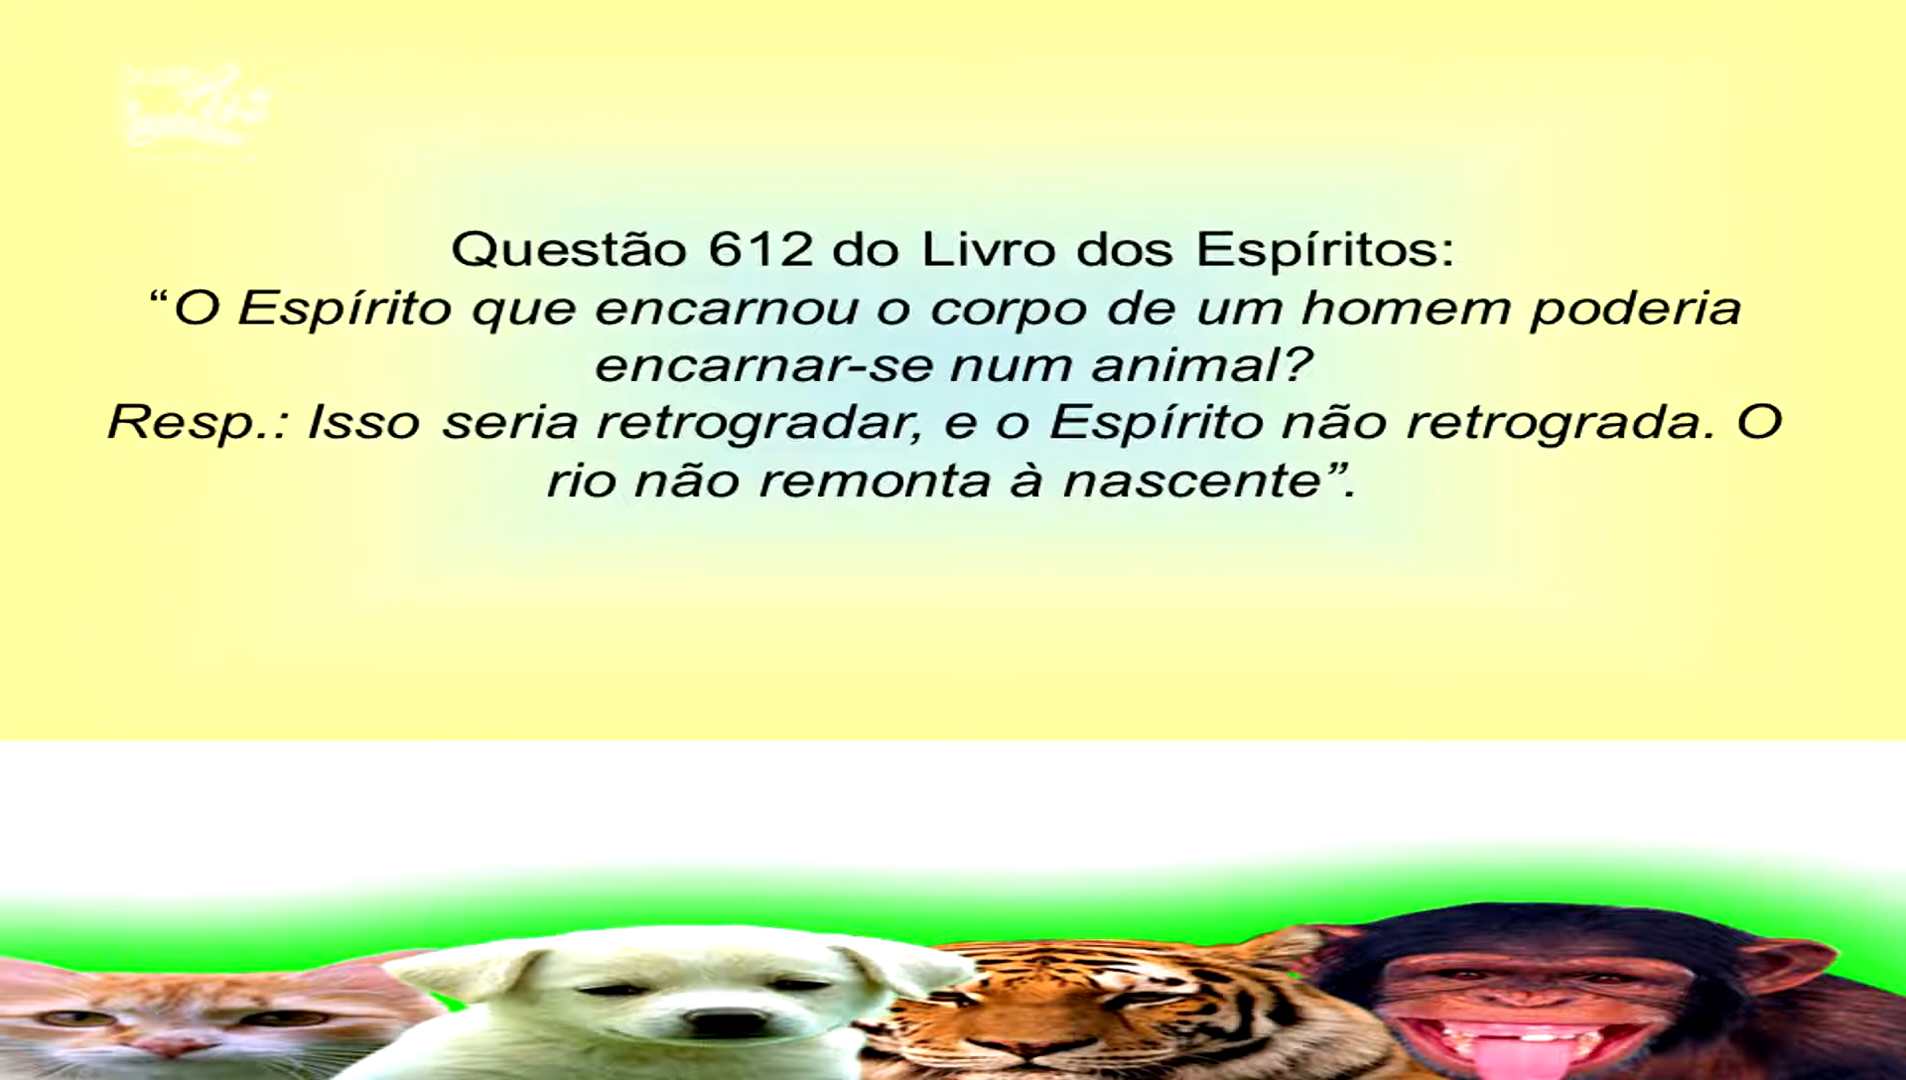 Questão 612 do Livro dos Espíritos:
“O Espírito que encarnou o corpo de um homem poderia
encarnar-se num animal?
Resp.: Isso seria retrogradar, e o Espírito não retrograda. O
rio não remonta à nascente”.